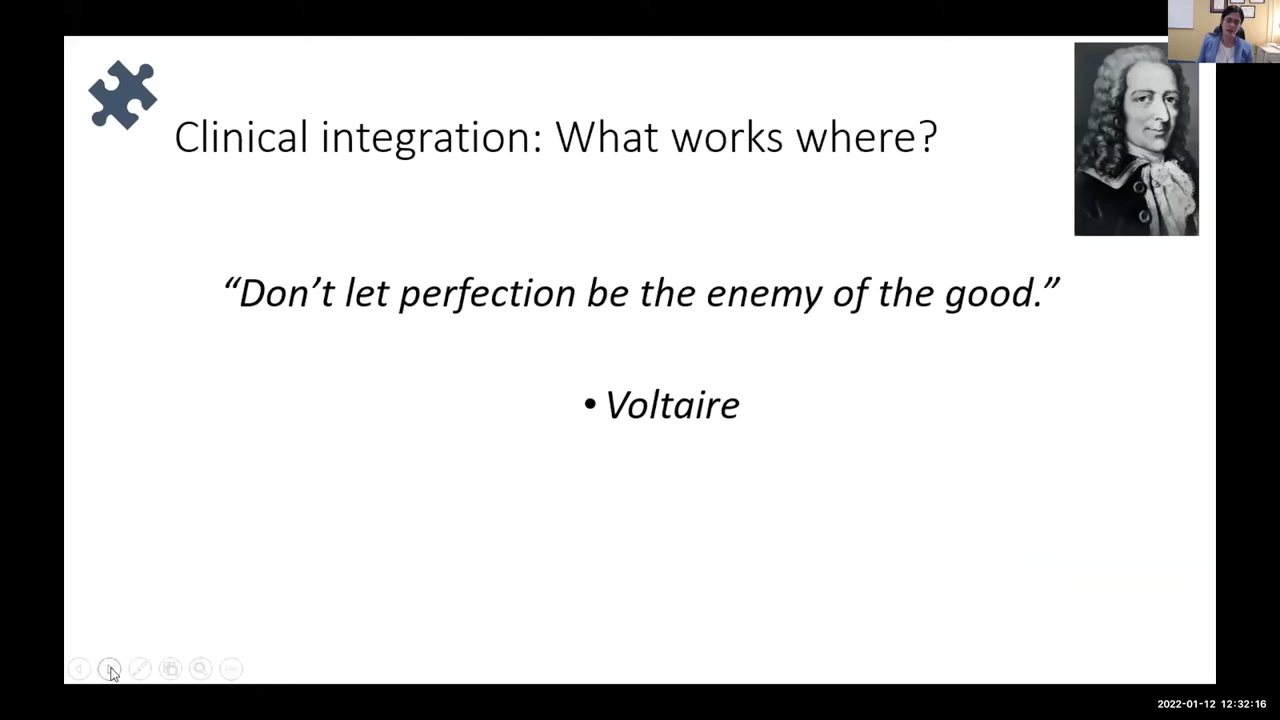 Clinical integration: What works where?
“Don’t let perfection be the enemy of the good.”
• Voltaire
2022-01-12 12:32:16